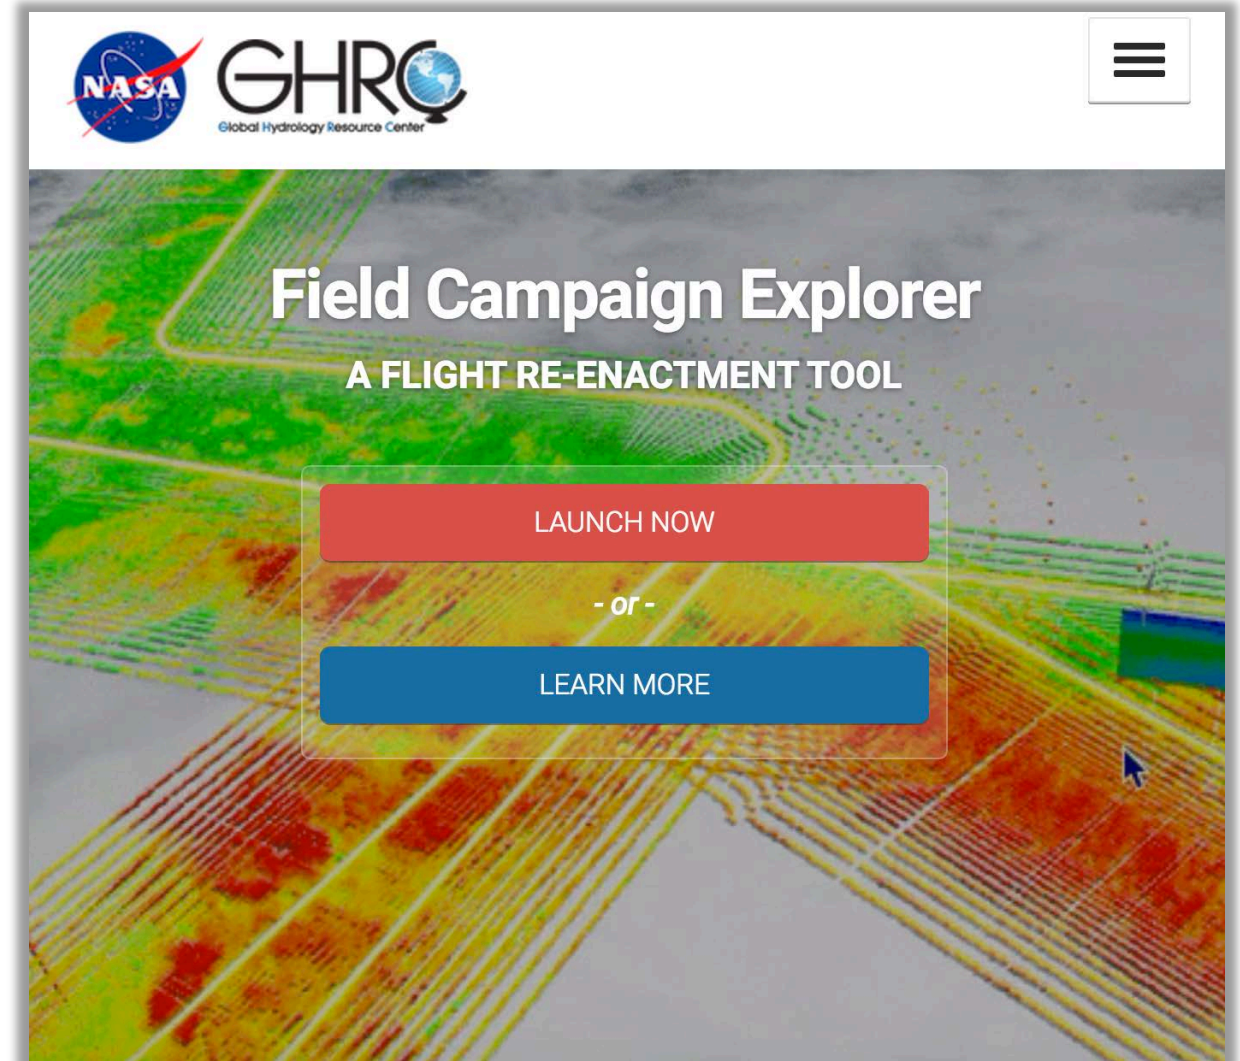 NASA
GHRC
Global Hydrology Resource Center
Field Campaign Explorer
A FLIGHT RE-ENACTMENT TOOL
LAUNCH NOW
- or -
LEARN MORE